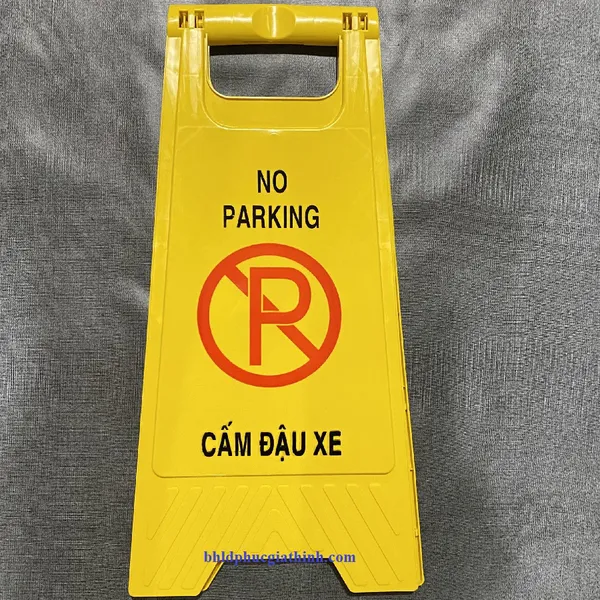 NO
PARKING
P
CẤM ĐẬU XE
bhldphucgiathinh.com